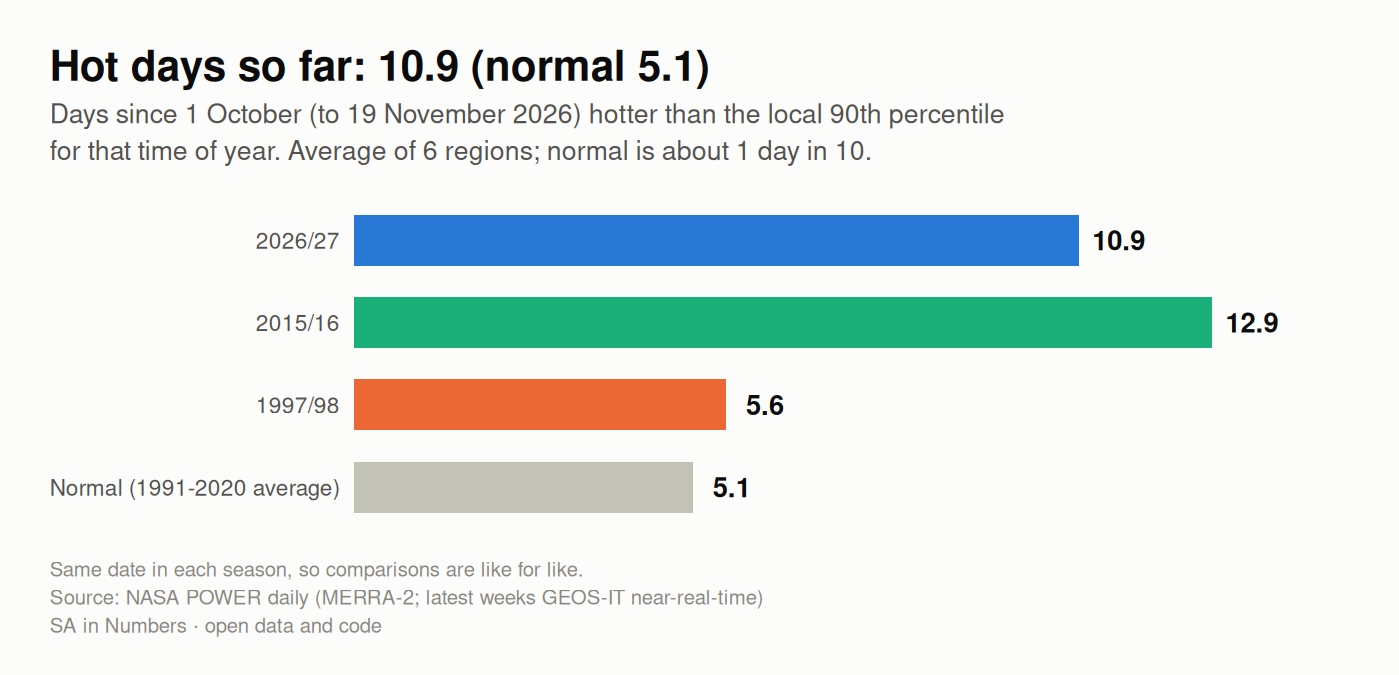 Hot days so far: 10.9 (normal 5.1)
Days since 1 October (to 19 November 2026) hotter than the local 90th percentile
for that time of year. Average of 6 regions; normal is about 1 day in 10.
2026/27 10.9
2015/16 12.9
1997/98 5.6
Normal (1991-2020 average) 5.1
Same date in each season, so comparisons are like for like.
Source: NASA POWER daily (MERRA-2; latest weeks GEOS-IT near-real-time)
SA in Numbers · open data and code